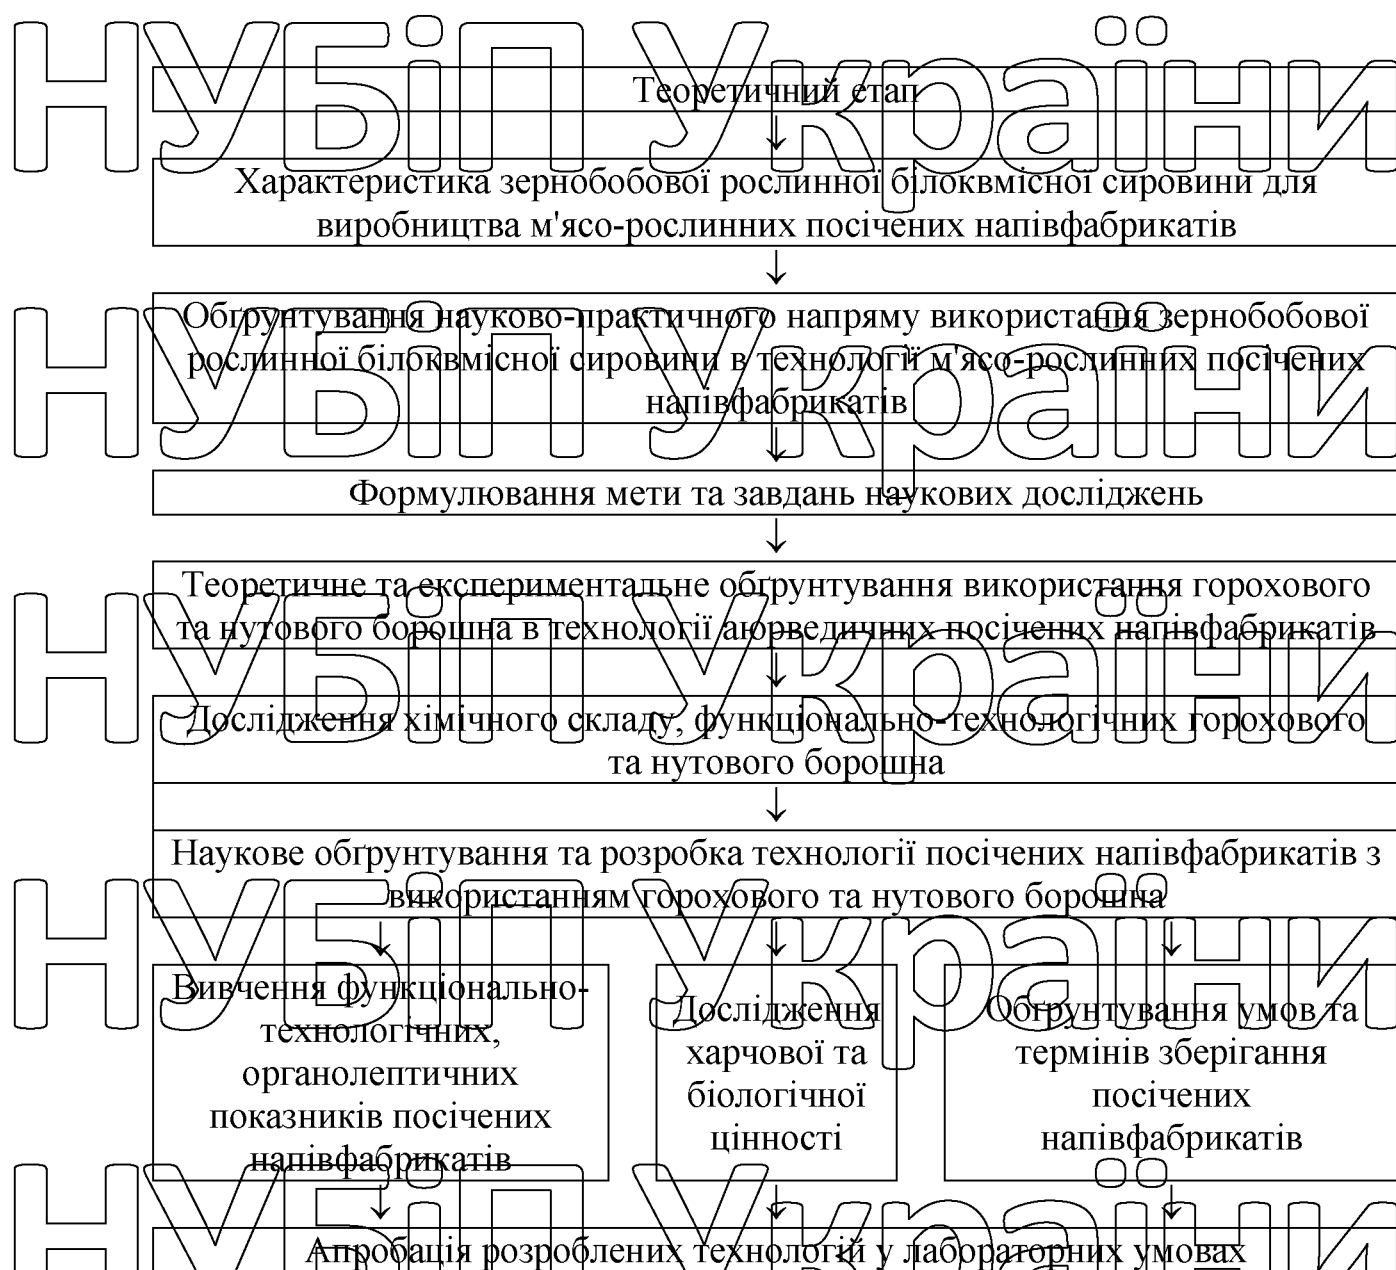 НУБіП України
Теоретичний етап
↓
Характеристика зернобобової рослинної білоквмісної сировини для
виробництва м'ясо-рослинних посічених напівфабрикатів
↓
НУБіП України
Обґрунтування науково-практичного напряму використання зернобобової
рослинної білоквмісної сировини в технології м'ясо-рослинних посічених
напівфабрикатів
↓
Формулювання мети та завдань наукових досліджень
↓
НУБіП України
Теоретичне та експериментальне обґрунтування використання горохового
та нутового борошна в технології аюрведичних посічених напівфабрикатів
↓
Дослідження хімічного складу, функціонально-технологічних горохового
та нутового борошна
↓
Наукове обґрунтування та розробка технології посічених напівфабрикатів з
використанням горохового та нутового борошна
НУБіП України
↓ ↓ ↓
Вивчення функціонально-
технологічних,
органолептичних
показників посічених
напівфабрикатів
Дослідження
харчової та
біологічної
цінності
Обґрунтування умов та
термінів зберігання
посічених
напівфабрикатів
↓ ↓ ↓
НУБіП України
Апробація розроблених технологій у лабораторних умовах